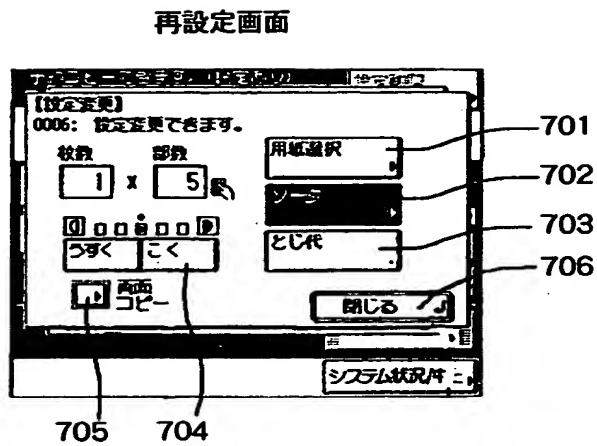 再設定画面
【設定変更】
0006: 設定変更できます。
枚数 部数
1 x 5
うすく こく
両面
コピー
用紙選択
ソータ
とじ代
閉じる
システム状況/
701
702
703
706
705 704